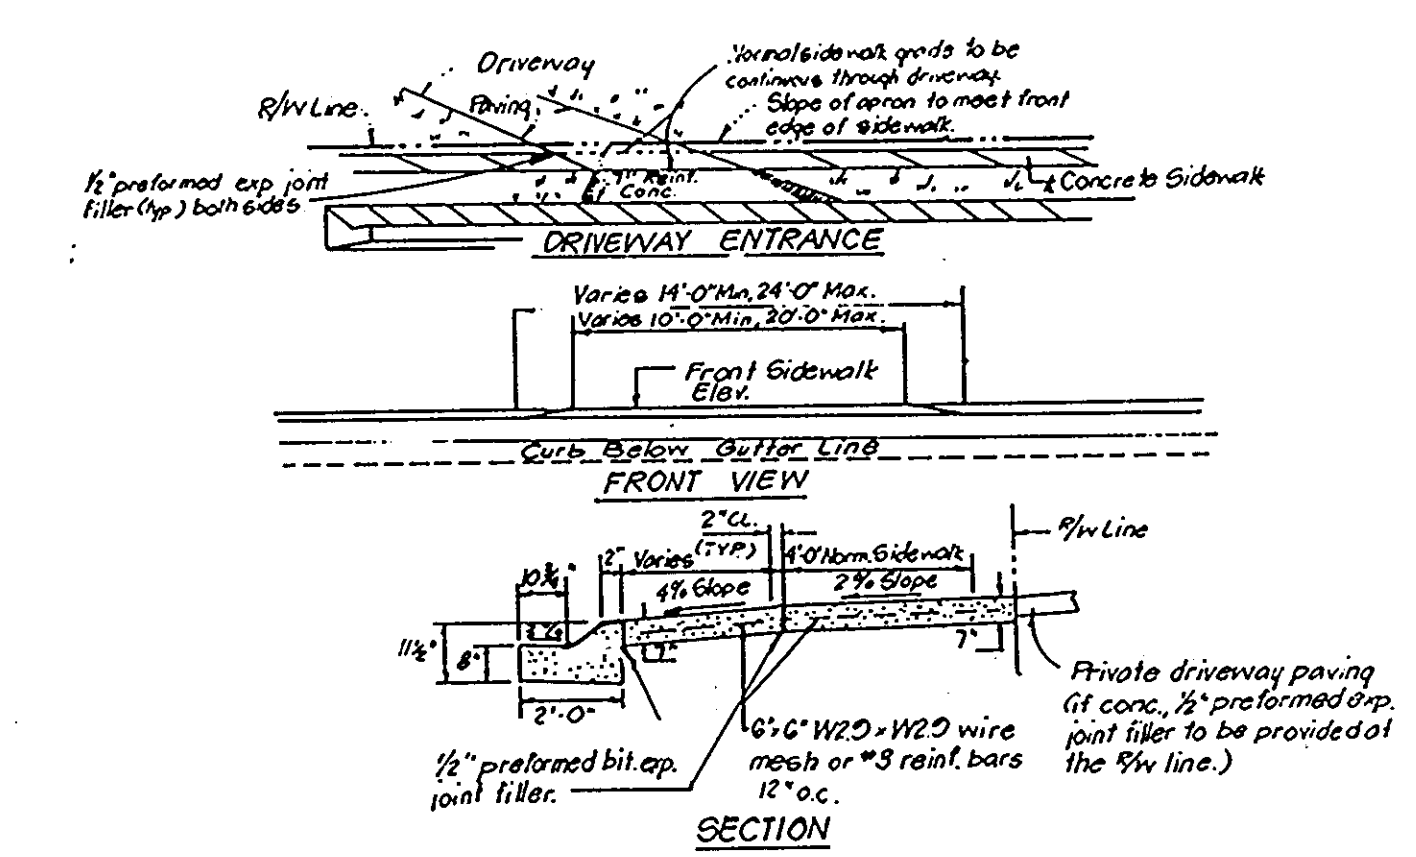 Driveway
Paving
R/W Line
Normal sidewalk grade to be
continuous through driveway.
Slope of apron to meet front
edge of sidewalk.
1/2" preformed exp joint
filler (typ) both sides
7" Reinf.
Conc.
Concrete Sidewalk
DRIVEWAY ENTRANCE
Varies 14'-0" Min, 24'-0" Max.
Varies 10'-0" Min, 20'-0" Max.
Front Sidewalk
Elev.
Curb Below Gutter Line
FRONT VIEW
2" CL.
(TYP.)
R/W Line
2"
Varies
4'-0" Norm. Sidewalk
4% Slope
2% Slope
11 1/2"
8"
7"
7"
2'-0"
Private driveway paving
(if conc., 1/2" preformed exp.
joint filler to be provided at
the R/W line.)
6"x6" W2.9 x W2.9 wire
mesh or #3 reinf. bars
12" o.c.
1/2" preformed bit. exp.
joint filler.
SECTION